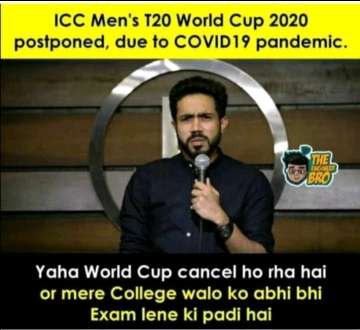 ICC Men's T20 World Cup 2020
postponed, due to COVID19 pandemic.
THE
ENGINEER
BRO
Yaha World Cup cancel ho rha hai
or mere College walo ko abhi bhi
Exam lene ki padi hai